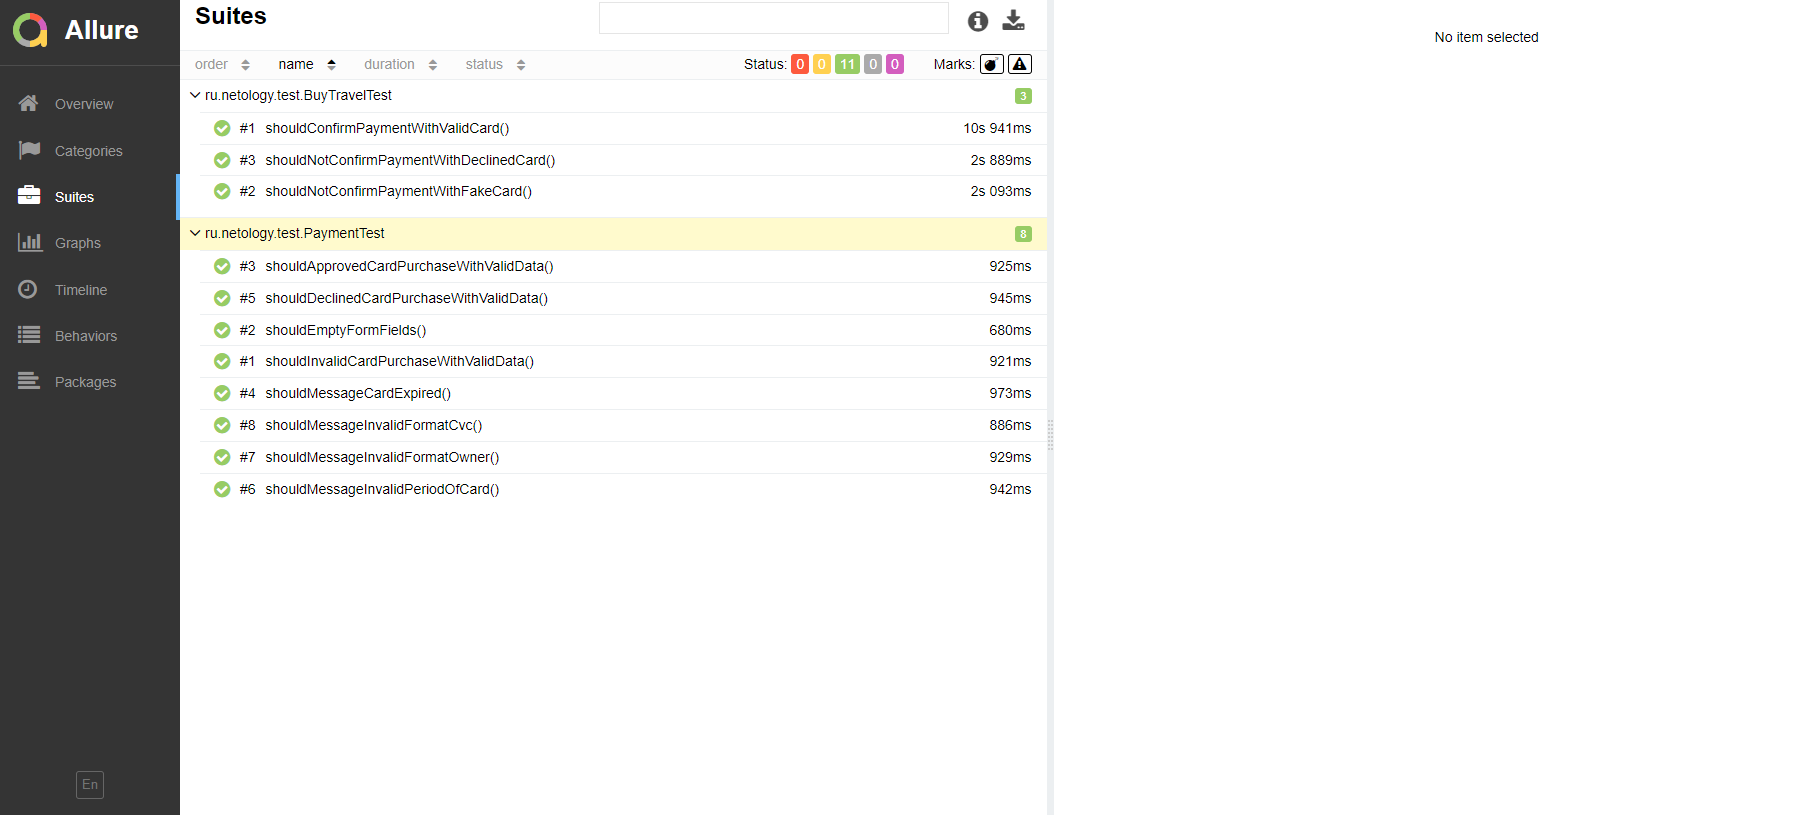 Allure
Overview
Categories
Suites
Graphs
Timeline
Behaviors
Packages
En
Suites
order name duration status Status: 0 0 11 0 0 Marks:
ru.netology.test.BuyTravelTest 3
#1 shouldConfirmPaymentWithValidCard() 10s 941ms
#3 shouldNotConfirmPaymentWithDeclinedCard() 2s 889ms
#2 shouldNotConfirmPaymentWithFakeCard() 2s 093ms
ru.netology.test.PaymentTest 8
#3 shouldApprovedCardPurchaseWithValidData() 925ms
#5 shouldDeclinedCardPurchaseWithValidData() 945ms
#2 shouldEmptyFormFields() 680ms
#1 shouldInvalidCardPurchaseWithValidData() 921ms
#4 shouldMessageCardExpired() 973ms
#8 shouldMessageInvalidFormatCvc() 886ms
#7 shouldMessageInvalidFormatOwner() 929ms
#6 shouldMessageInvalidPeriodOfCard() 942ms
No item selected